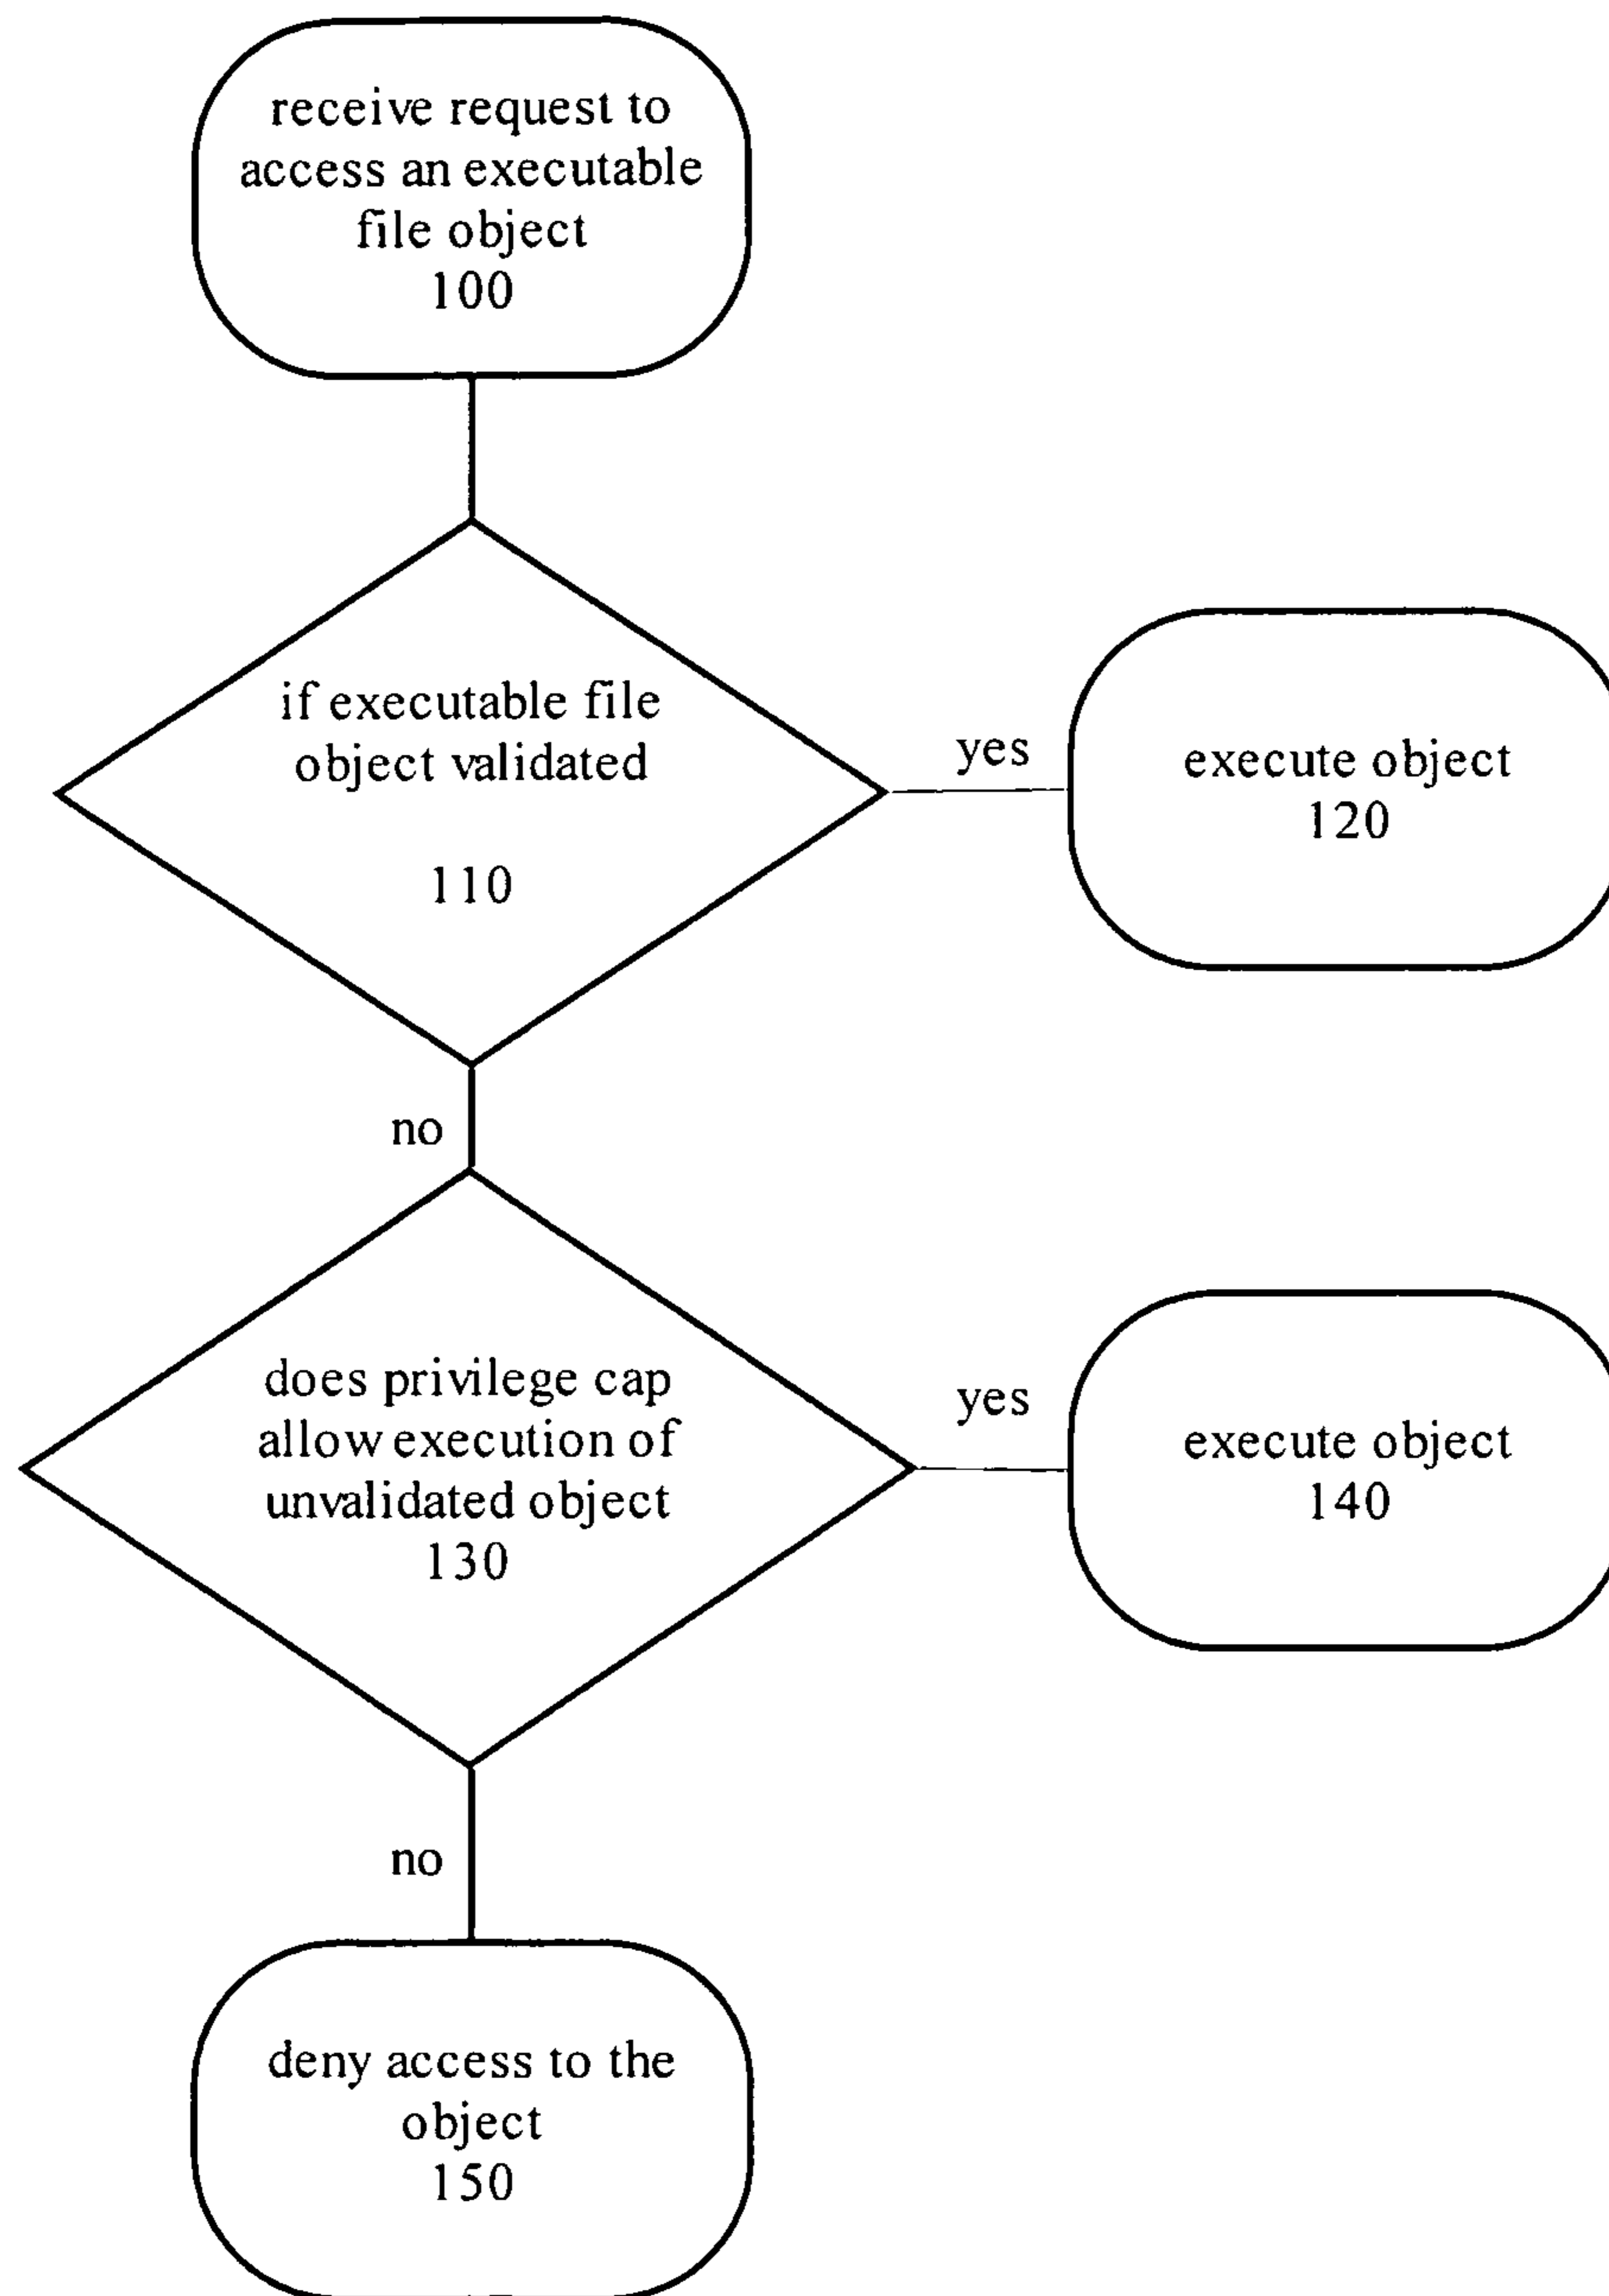 receive request to
access an executable
file object
100
if executable file
object validated
110
yes
execute object
120
no
does privilege cap
allow execution of
unvalidated object
130
yes
execute object
140
no
deny access to the
object
150